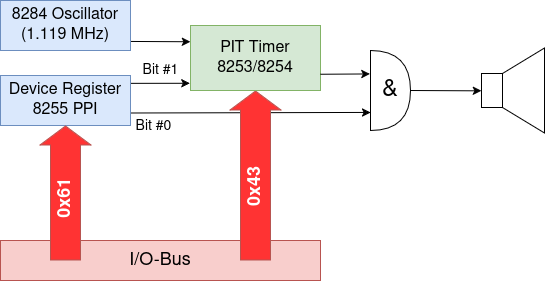 8284 Oscillator
(1.119 MHz)
PIT Timer
8253/8254
Bit #1
Device Register
8255 PPI
Bit #0
&
0x61
0x43
I/O-Bus